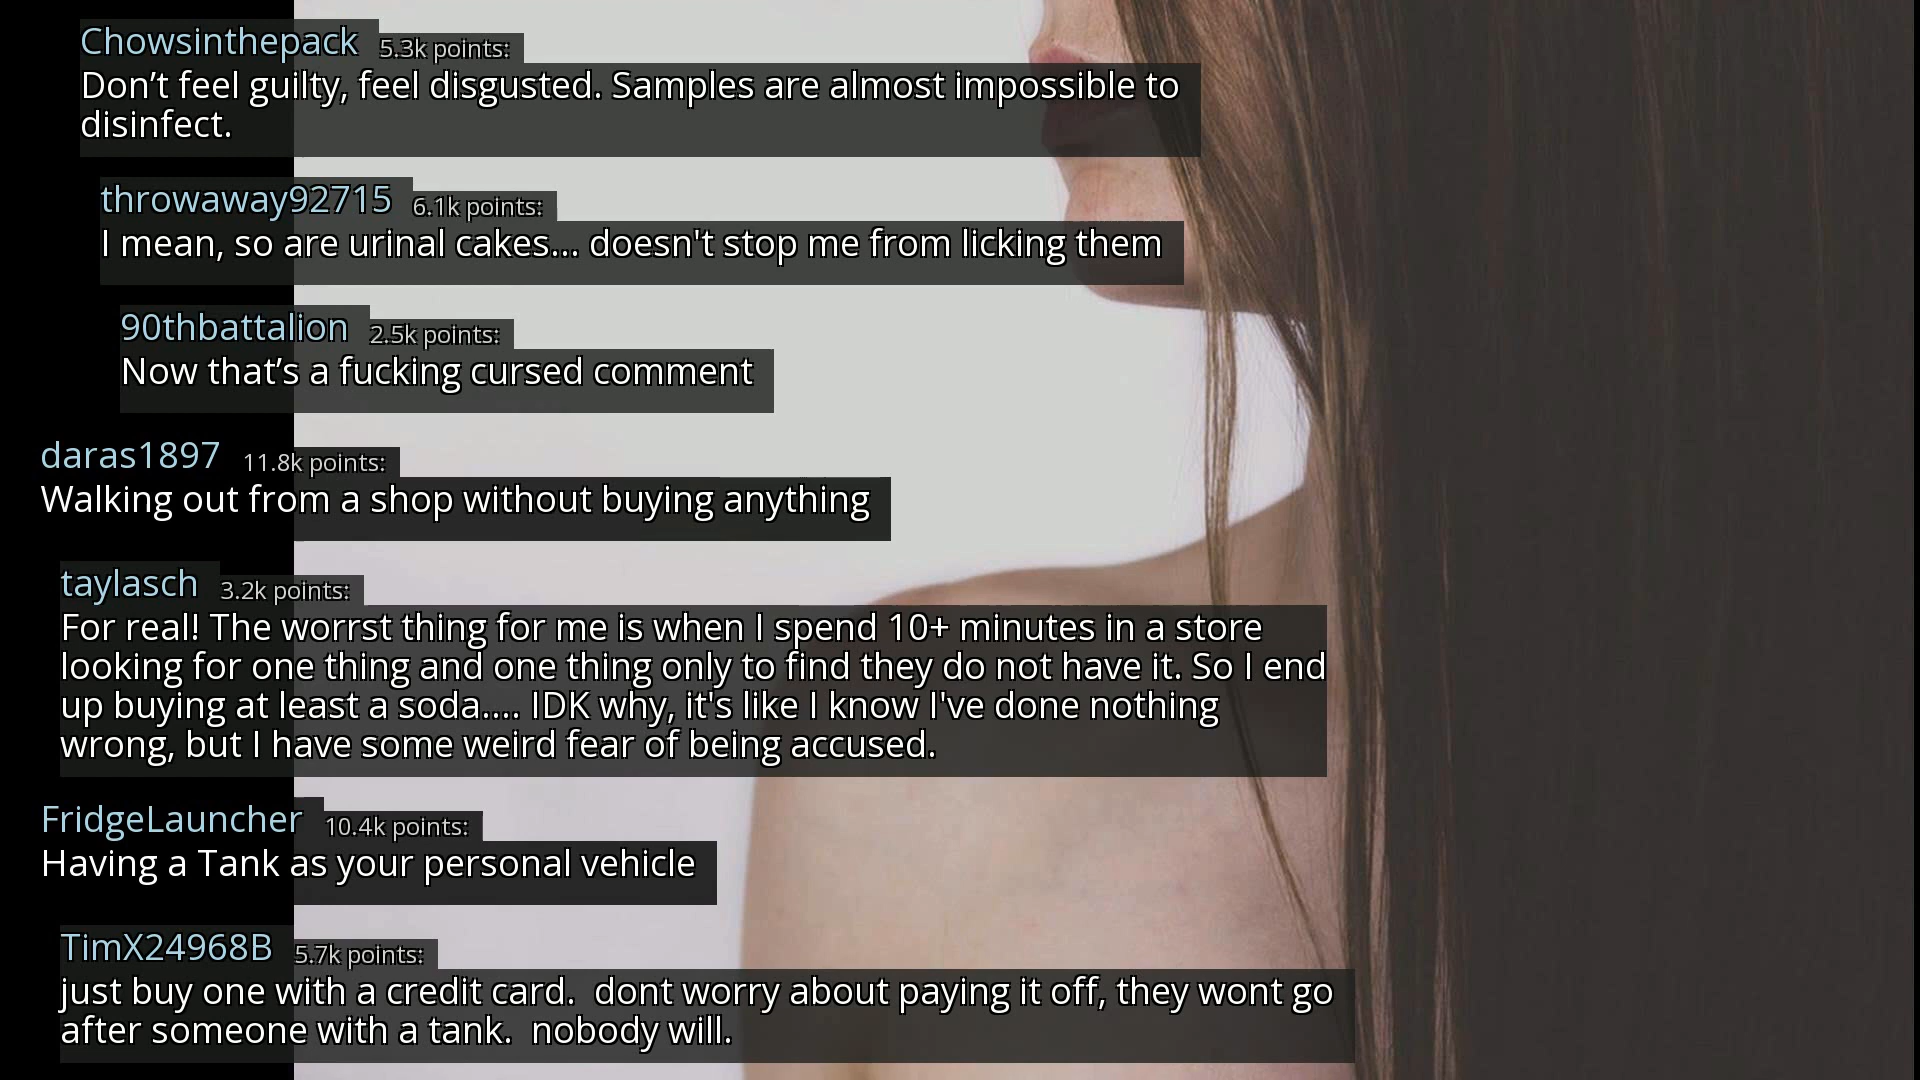 Chowsinthepack 5.3k points:
Don’t feel guilty, feel disgusted. Samples are almost impossible to
disinfect.
throwaway92715 6.1k points:
I mean, so are urinal cakes... doesn't stop me from licking them
90thbattalion 2.5k points:
Now that’s a fucking cursed comment
daras1897 11.8k points:
Walking out from a shop without buying anything
taylasch 3.2k points:
For real! The worrst thing for me is when I spend 10+ minutes in a store
looking for one thing and one thing only to find they do not have it. So I end
up buying at least a soda.... IDK why, it's like I know I've done nothing
wrong, but I have some weird fear of being accused.
FridgeLauncher 10.4k points:
Having a Tank as your personal vehicle
TimX24968B 5.7k points:
just buy one with a credit card.  dont worry about paying it off, they wont go
after someone with a tank.  nobody will.